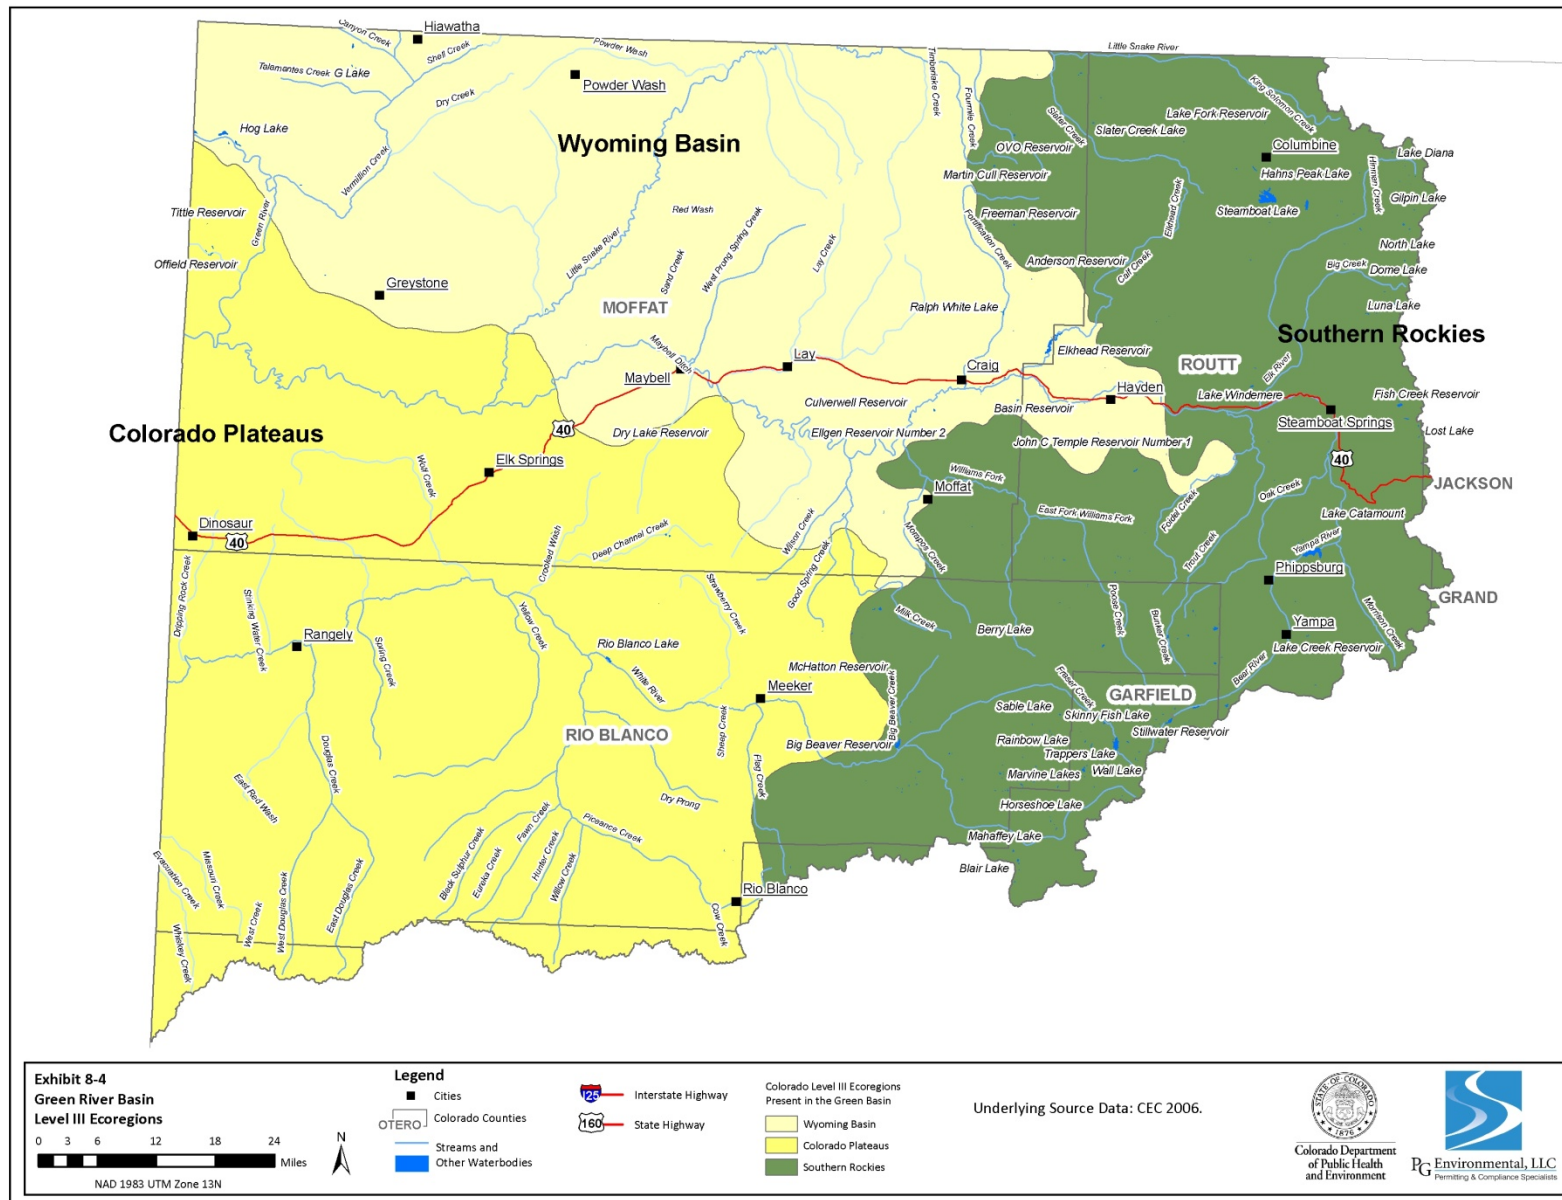 Canyon Creek
Hiawatha
Shell Creek
Powder Wash
Little Snake River
Talamantes Creek
G Lake
Dry Creek
Powder Wash
Timberlake Creek
Fourmile Creek
King Solomon Creek
Slater Creek
Lake Fork Reservoir
Slater Creek Lake
Hog Lake
Wyoming Basin
OVO Reservoir
Columbine
Lake Diana
Vermillion Creek
Martin Cull Reservoir
Hahns Peak Lake
Hinman Creek
Gilpin Lake
Tittle Reservoir
Green River
Red Wash
West Prong Spring Creek
Freeman Reservoir
Elkhead Creek
Steamboat Lake
Little Snake River
Lay Creek
Fortification Creek
North Lake
Offield Reservoir
Sand Creek
Anderson Reservoir
Calf Creek
Big Creek
Dome Lake
Greystone
MOFFAT
Ralph White Lake
Luna Lake
Southern Rockies
Maybell Ditch
Lay
Elkhead Reservoir
Craig
ROUTT
Elk River
Maybell
Hayden
Lake Windemere
Fish Creek Reservoir
Culverwell Reservoir
Basin Reservoir
Steamboat Springs
Colorado Plateaus
40
Dry Lake Reservoir
Ellgen Reservoir Number 2
John C Temple Reservoir Number 1
Lost Lake
Elk Springs
40
Wolf Creek
Williams Fork
Moffat
JACKSON
Oak Creek
Foidel Creek
East Fork Williams Fork
Lake Catamount
Dinosaur
40
Crooked Wash
Deep Channel Creek
Wilson Creek
Morapos Creek
Trout Creek
Yampa River
Good Spring Creek
Phippsburg
GRAND
Dripping Rock Creek
Stinking Water Creek
Strawberry Creek
Yellow Creek
Milk Creek
Poose Creek
Bunker Creek
Morrison Creek
Rangely
Spring Creek
Rio Blanco Lake
Berry Lake
Yampa
Lake Creek Reservoir
McHatton Reservoir
White River
Meeker
Big Beaver Creek
Fraser Creek
GARFIELD
Bear River
Sable Lake
Skinny Fish Lake
RIO BLANCO
Sheep Creek
Big Beaver Reservoir
Rainbow Lake
Stillwater Reservoir
Trappers Lake
Douglas Creek
Flag Creek
Marvine Lakes
Wall Lake
East Red Wash
Dry Prong
Horseshoe Lake
Fawn Creek
Piceance Creek
Mahaffey Lake
Black Sulphur Creek
Eureka Creek
Hunter Creek
Willow Creek
Blair Lake
Evacuation Creek
Missouri Creek
West Creek
West Douglas Creek
East Douglas Creek
Rio Blanco
Cow Creek
Whiskey Creek
Exhibit 8-4
Green River Basin
Level III Ecoregions
0 3 6 12 18 24
Miles
N
NAD 1983 UTM Zone 13N
Legend
Cities
OTERO
Colorado Counties
Streams and
Other Waterbodies
I25
Interstate Highway
160
State Highway
Colorado Level III Ecoregions
Present in the Green Basin
Wyoming Basin
Colorado Plateaus
Southern Rockies
Underlying Source Data: CEC 2006.
STATE OF COLORADO
1876
Colorado Department
of Public Health
and Environment
PG Environmental, LLC
Permitting & Compliance Specialists